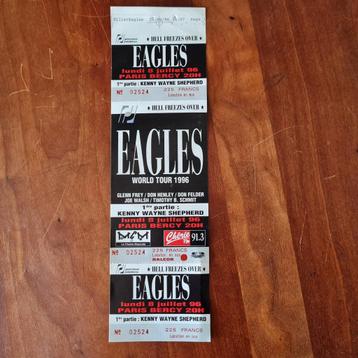 ★ HELL FREEZES OVER ★
EAGLES
lundi 8 juillet 96
PARIS BERCY 20H
1ère partie : KENNY WAYNE SHEPHERD
Nº 02524
225 FRANCS
★ HELL FREEZES OVER ★
EAGLES
WORLD TOUR 1996
GLENN FREY / DON HENLEY / DON FELDER
JOE WALSH / TIMOTHY B. SCHMIT
1ère partie :
KENNY WAYNE SHEPHERD
lundi 8 juillet 96
PARIS BERCY 20H
MCM
Chérie FM 91.3
225 FRANCS
Nº 02524
★ HELL FREEZES OVER ★
EAGLES
lundi 8 juillet 96
PARIS BERCY 20H
1ère partie : KENNY WAYNE SHEPHERD
Nº 02524
225 FRANCS